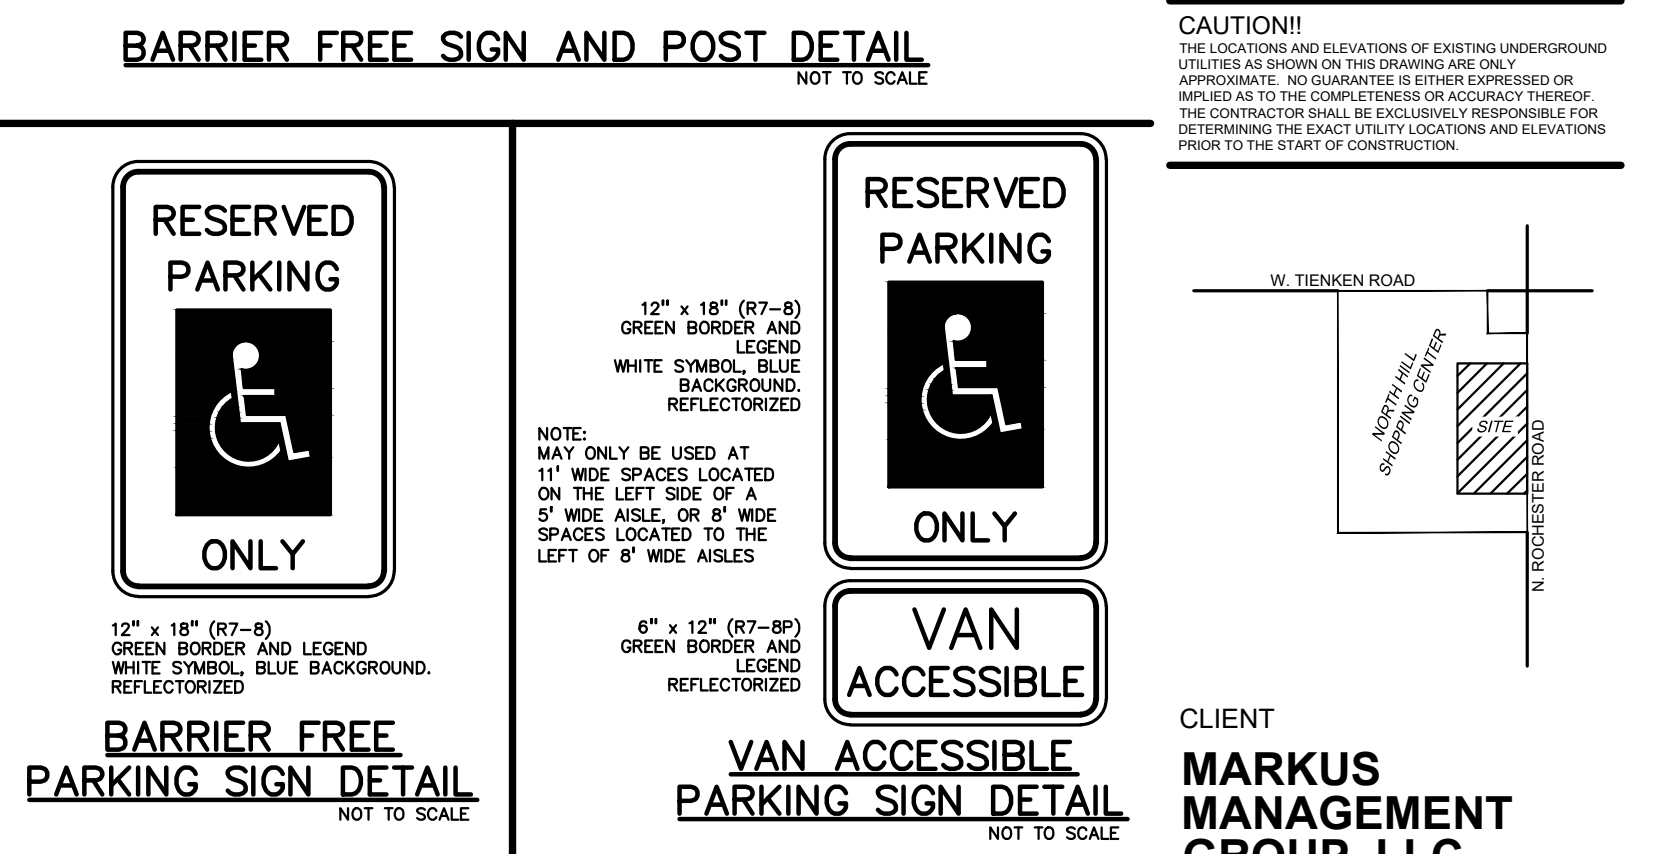 BARRIER FREE SIGN AND POST DETAIL
NOT TO SCALE
RESERVED
PARKING
ONLY
12" x 18" (R7-8)
GREEN BORDER AND LEGEND
WHITE SYMBOL, BLUE BACKGROUND.
REFLECTORIZED
BARRIER FREE
PARKING SIGN DETAIL
NOT TO SCALE
12" x 18" (R7-8)
GREEN BORDER AND
LEGEND
WHITE SYMBOL, BLUE
BACKGROUND.
REFLECTORIZED
NOTE:
MAY ONLY BE USED AT
11' WIDE SPACES LOCATED
ON THE LEFT SIDE OF A
5' WIDE AISLE, OR 8' WIDE
SPACES LOCATED TO THE
LEFT OF 8' WIDE AISLES
6" x 12" (R7-8P)
GREEN BORDER AND
LEGEND
REFLECTORIZED
RESERVED
PARKING
ONLY
VAN
ACCESSIBLE
VAN ACCESSIBLE
PARKING SIGN DETAIL
NOT TO SCALE
CAUTION!!
THE LOCATIONS AND ELEVATIONS OF EXISTING UNDERGROUND
UTILITIES AS SHOWN ON THIS DRAWING ARE ONLY
APPROXIMATE. NO GUARANTEE IS EITHER EXPRESSED OR
IMPLIED AS TO THE COMPLETENESS OR ACCURACY THEREOF.
THE CONTRACTOR SHALL BE EXCLUSIVELY RESPONSIBLE FOR
DETERMINING THE EXACT UTILITY LOCATIONS AND ELEVATIONS
PRIOR TO THE START OF CONSTRUCTION.
W. TIENKEN ROAD
NORTH HILL
SHOPPING CENTER
SITE
N. ROCHESTER ROAD
CLIENT
MARKUS
MANAGEMENT
GROUP, LLC